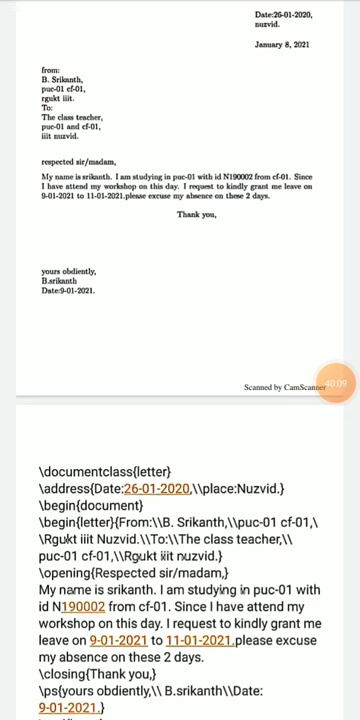 Date:26-01-2020,
nuzvid.
January 8, 2021
from:
B. Srikanth,
puc-01 cf-01,
rgukt iiit.
To:
The class teacher,
puc-01 and cf-01,
iiit nuzvid.
respected sir/madam,
My name is srikanth. I am studying in puc-01 with id N190002 from cf-01. Since
I have attend my workshop on this day. I request to kindly grant me leave on
9-01-2021 to 11-01-2021.please excuse my absence on these 2 days.
Thank you,
yours obdiently,
B.srikanth
Date:9-01-2021.
Scanned by CamScanner
40:09
\documentclass{letter}
\address{Date:26-01-2020,\\place:Nuzvid.}
\begin{document}
\begin{letter}{From:\\B. Srikanth,\\puc-01 cf-01,\
\Rgukt iiit Nuzvid.\\To:\\The class teacher,\\
puc-01 cf-01,\\Rgukt iiit nuzvid.}
\opening{Respected sir/madam,}
My name is srikanth. I am studying in puc-01 with
id N190002 from cf-01. Since I have attend my
workshop on this day. I request to kindly grant me
leave on 9-01-2021 to 11-01-2021.please excuse
my absence on these 2 days.
\closing{Thank you,}
\ps{yours obdiently,\\ B.srikanth\\Date:
9-01-2021.}